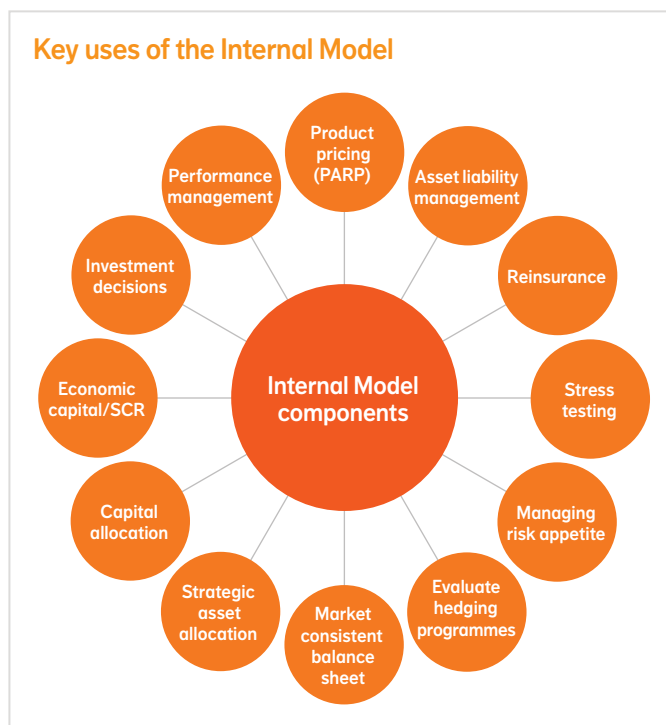 Key uses of the Internal Model
Product
pricing
(PARP)
Asset liability
management
Reinsurance
Stress
testing
Managing
risk appetite
Evaluate
hedging
programmes
Market
consistent
balance
sheet
Strategic
asset
allocation
Capital
allocation
Economic
capital/SCR
Investment
decisions
Performance
management
Internal Model
components